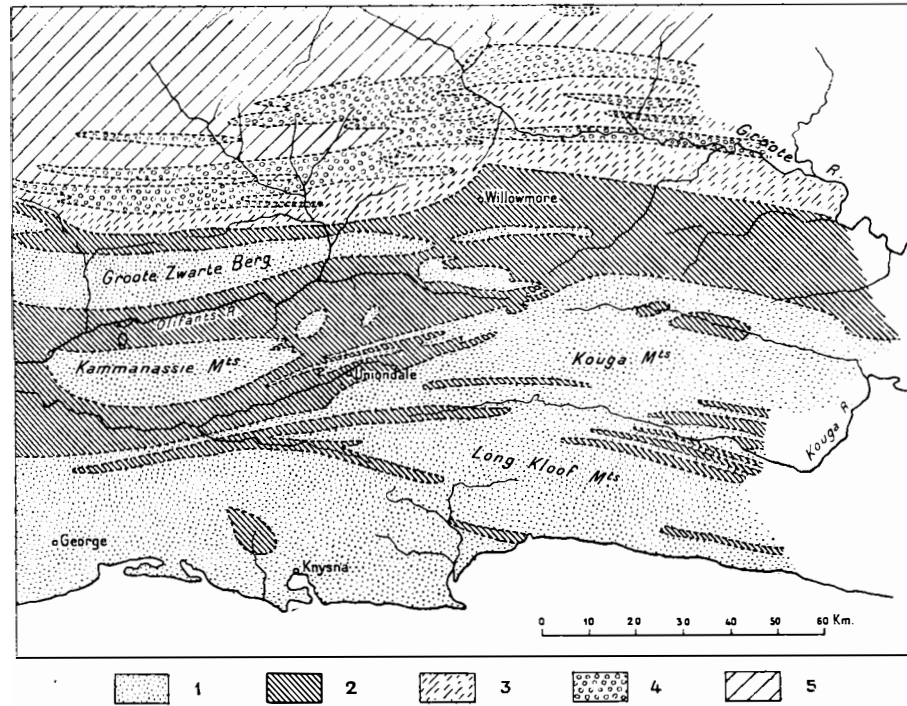 Groote R.
Willowmore
Groote Zwarte Berg
Olifants R.
Kammanassie Mts
Uniondale
Kouga Mts
Kouga R.
Long Kloof Mts
George
Knysna
0 10 20 30 40 50 60 Km.
1 2 3 4 5